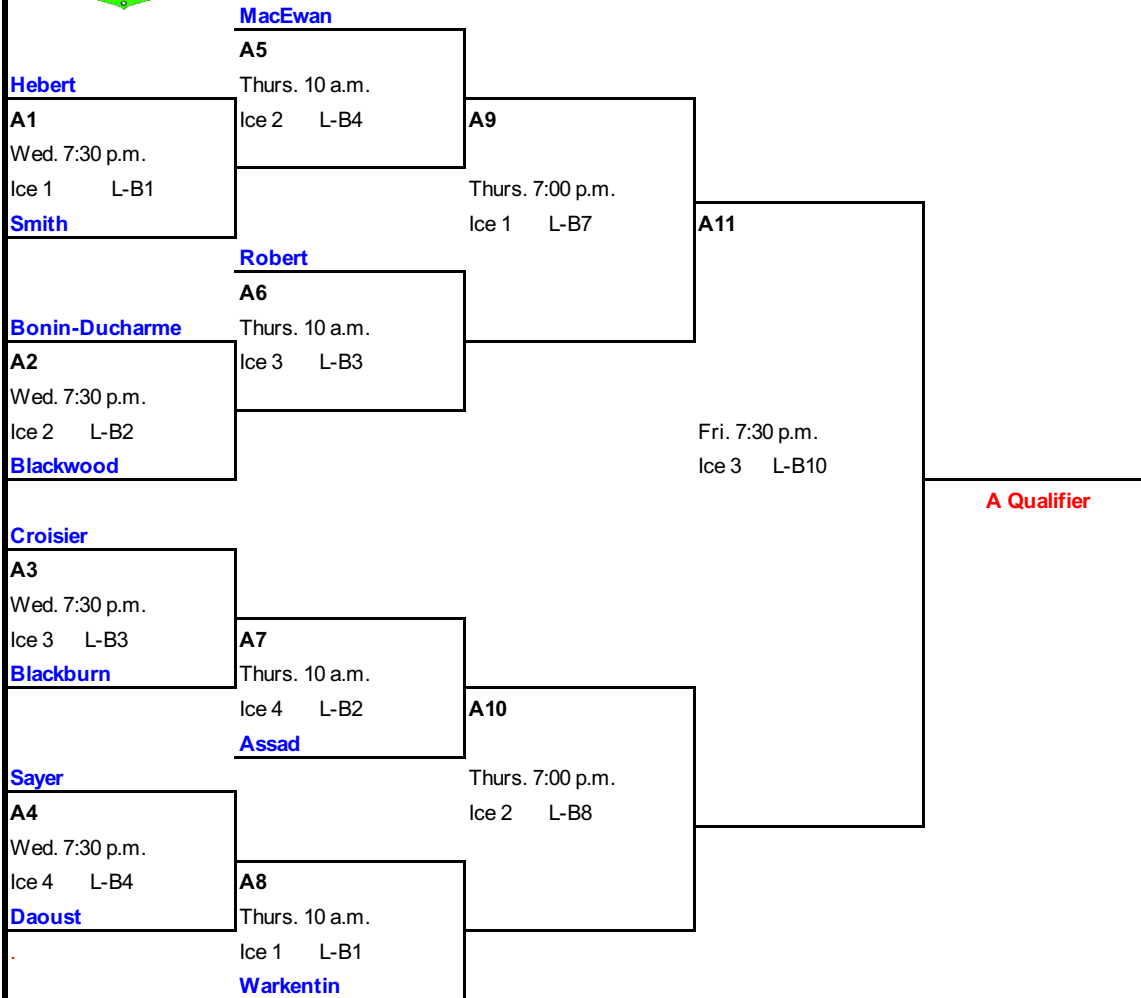 MacEwan
A5
Hebert
Thurs. 10 a.m.
A1
Ice 2 L-B4
A9
Wed. 7:30 p.m.
Ice 1 L-B1
Thurs. 7:00 p.m.
Smith
Ice 1 L-B7
A11
Robert
A6
Bonin-Ducharme
Thurs. 10 a.m.
A2
Ice 3 L-B3
Wed. 7:30 p.m.
Ice 2 L-B2
Fri. 7:30 p.m.
Blackwood
Ice 3 L-B10
A Qualifier
Croisier
A3
Wed. 7:30 p.m.
Ice 3 L-B3
A7
Blackburn
Thurs. 10 a.m.
Ice 4 L-B2
A10
Assad
Sayer
Thurs. 7:00 p.m.
A4
Ice 2 L-B8
Wed. 7:30 p.m.
Ice 4 L-B4
A8
Daoust
Thurs. 10 a.m.
.
Ice 1 L-B1
Warkentin